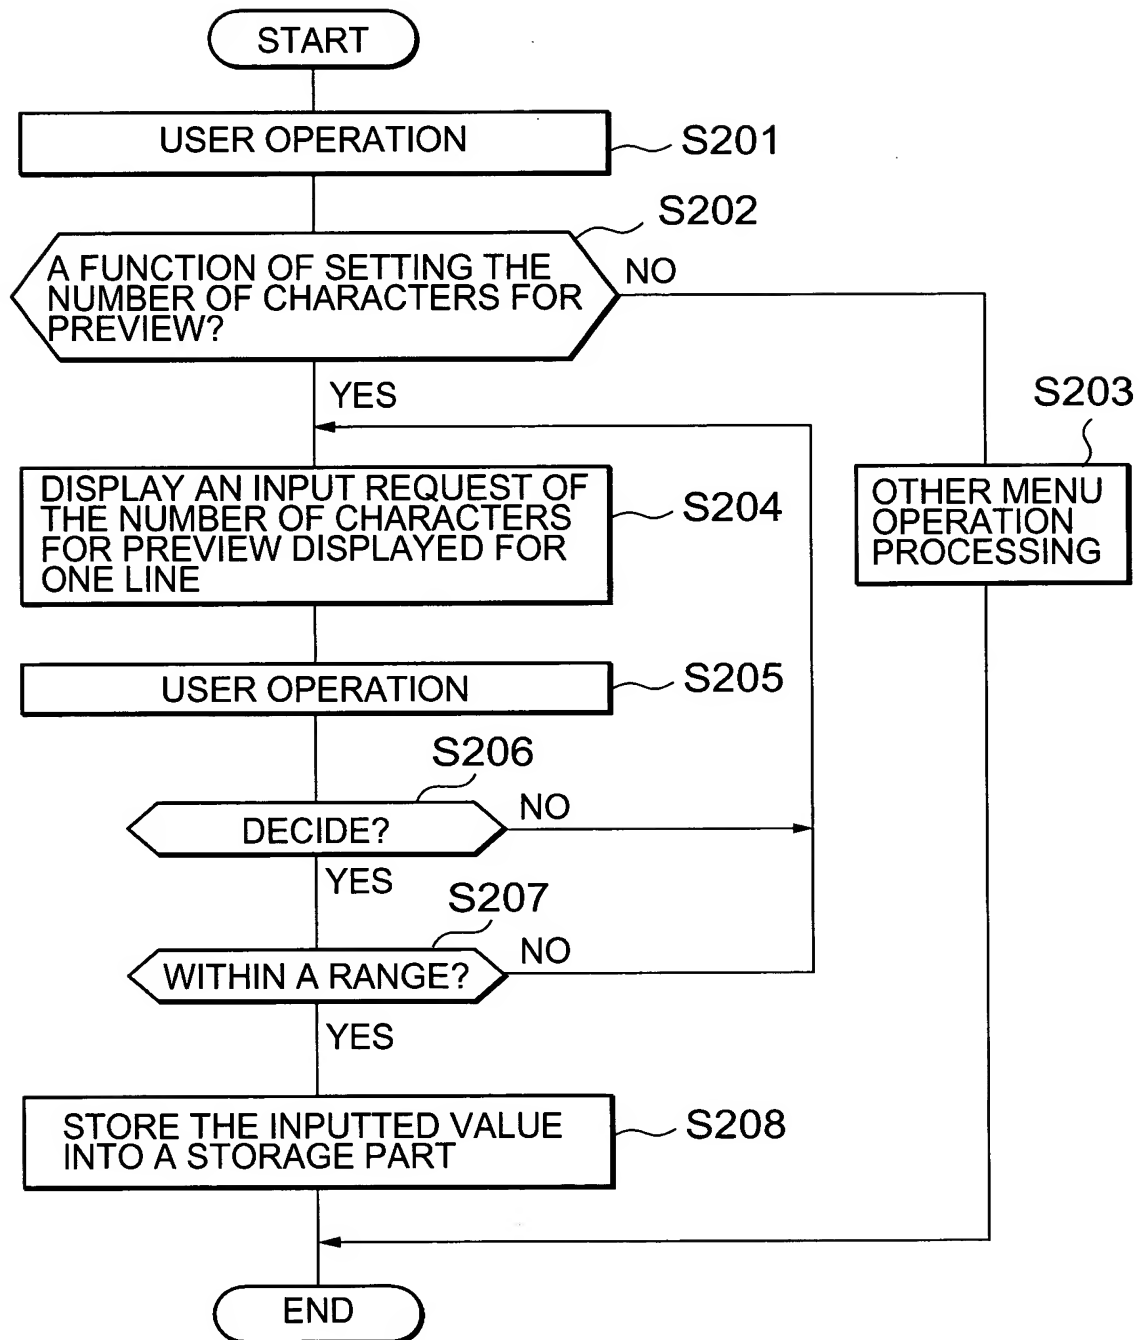 START
USER OPERATION
S201
S202
A FUNCTION OF SETTING THE
NUMBER OF CHARACTERS FOR
PREVIEW?
NO
YES
S203
OTHER MENU
OPERATION
PROCESSING
DISPLAY AN INPUT REQUEST OF
THE NUMBER OF CHARACTERS
FOR PREVIEW DISPLAYED FOR
ONE LINE
S204
USER OPERATION
S205
S206
DECIDE?
NO
YES
S207
WITHIN A RANGE?
NO
YES
STORE THE INPUTTED VALUE
INTO A STORAGE PART
S208
END